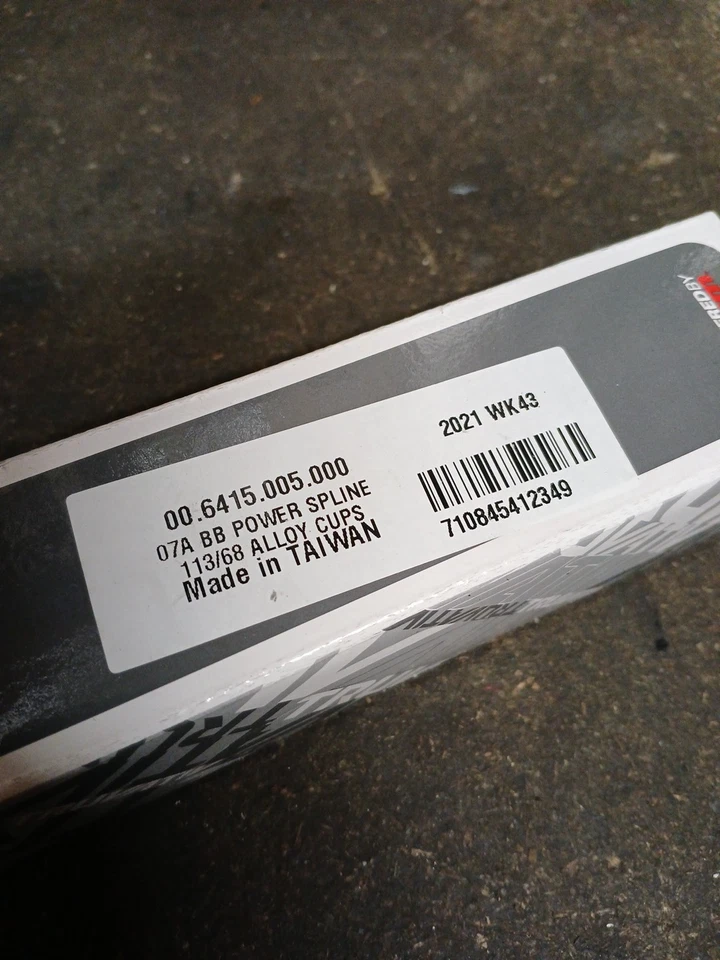 00.6415.005.000
07A BB POWER SPLINE
113/68 ALLOY CUPS
Made in TAIWAN
2021 WK43
710845412349